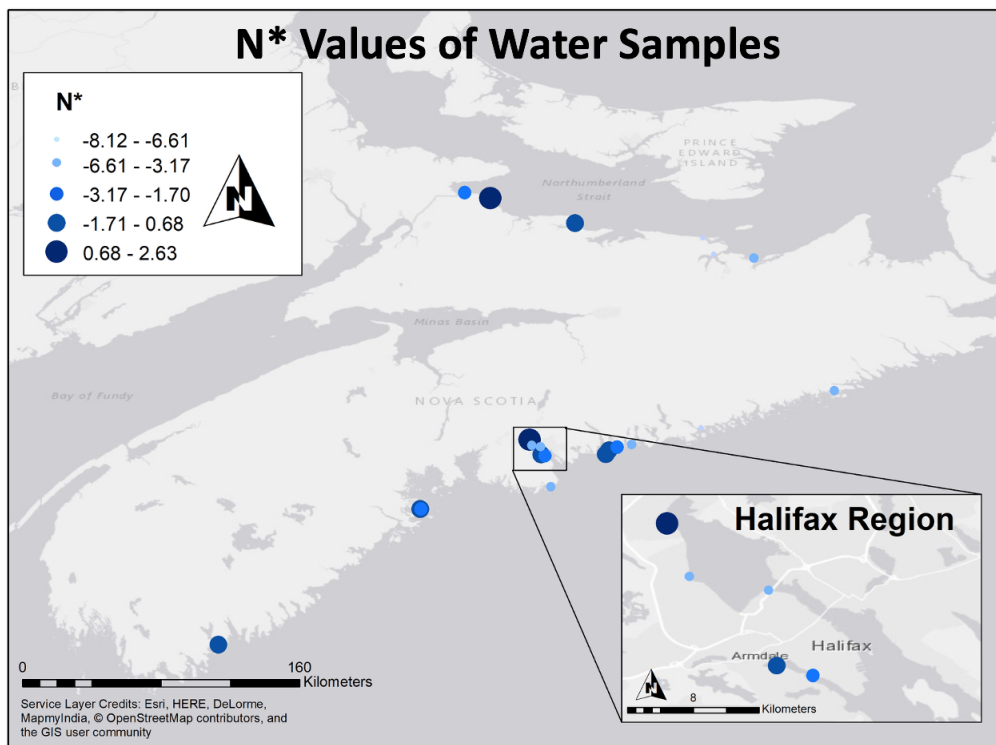 N* Values of Water Samples
N*
-8.12 - -6.61
-6.61 - -3.17
-3.17 - -1.70
-1.71 - 0.68
0.68 - 2.63
N
PRINCE
EDWARD
ISLAND
Northumberland
Strait
Minas Basin
Bay of Fundy
NOVA SCOTIA
Halifax Region
Halifax
Armdale
N
8
Kilometers
0
160
Kilometers
Service Layer Credits: Esri, HERE, DeLorme,
MapmyIndia, © OpenStreetMap contributors, and
the GIS user community